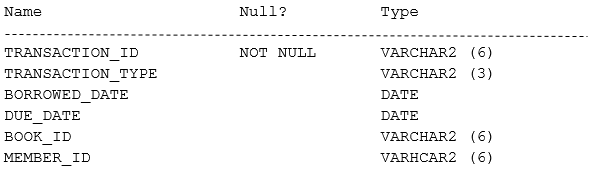 Name Null? Type
--------------------------------------------------------------------------------
TRANSACTION_ID NOT NULL VARCHAR2 (6)
TRANSACTION_TYPE VARCHAR2 (3)
BORROWED_DATE DATE
DUE_DATE DATE
BOOK_ID VARCHAR2 (6)
MEMBER_ID VARHCAR2 (6)